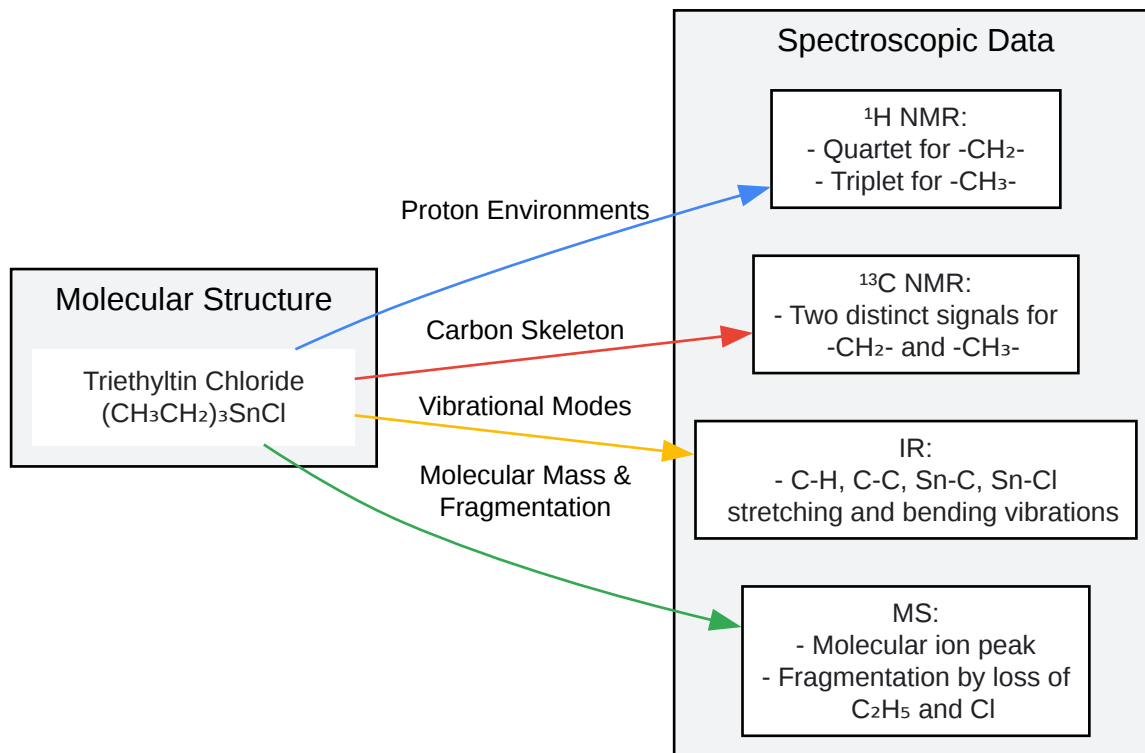 Molecular Structure
Triethyltin Chloride
(CH₃CH₂)₃SnCl
Proton Environments
Carbon Skeleton
Vibrational Modes
Molecular Mass &
Fragmentation
Spectroscopic Data
¹H NMR:
- Quartet for -CH₂-
- Triplet for -CH₃-
¹³C NMR:
- Two distinct signals for
-CH₂- and -CH₃-
IR:
- C-H, C-C, Sn-C, Sn-Cl
stretching and bending vibrations
MS:
- Molecular ion peak
- Fragmentation by loss of
C₂H₅ and Cl